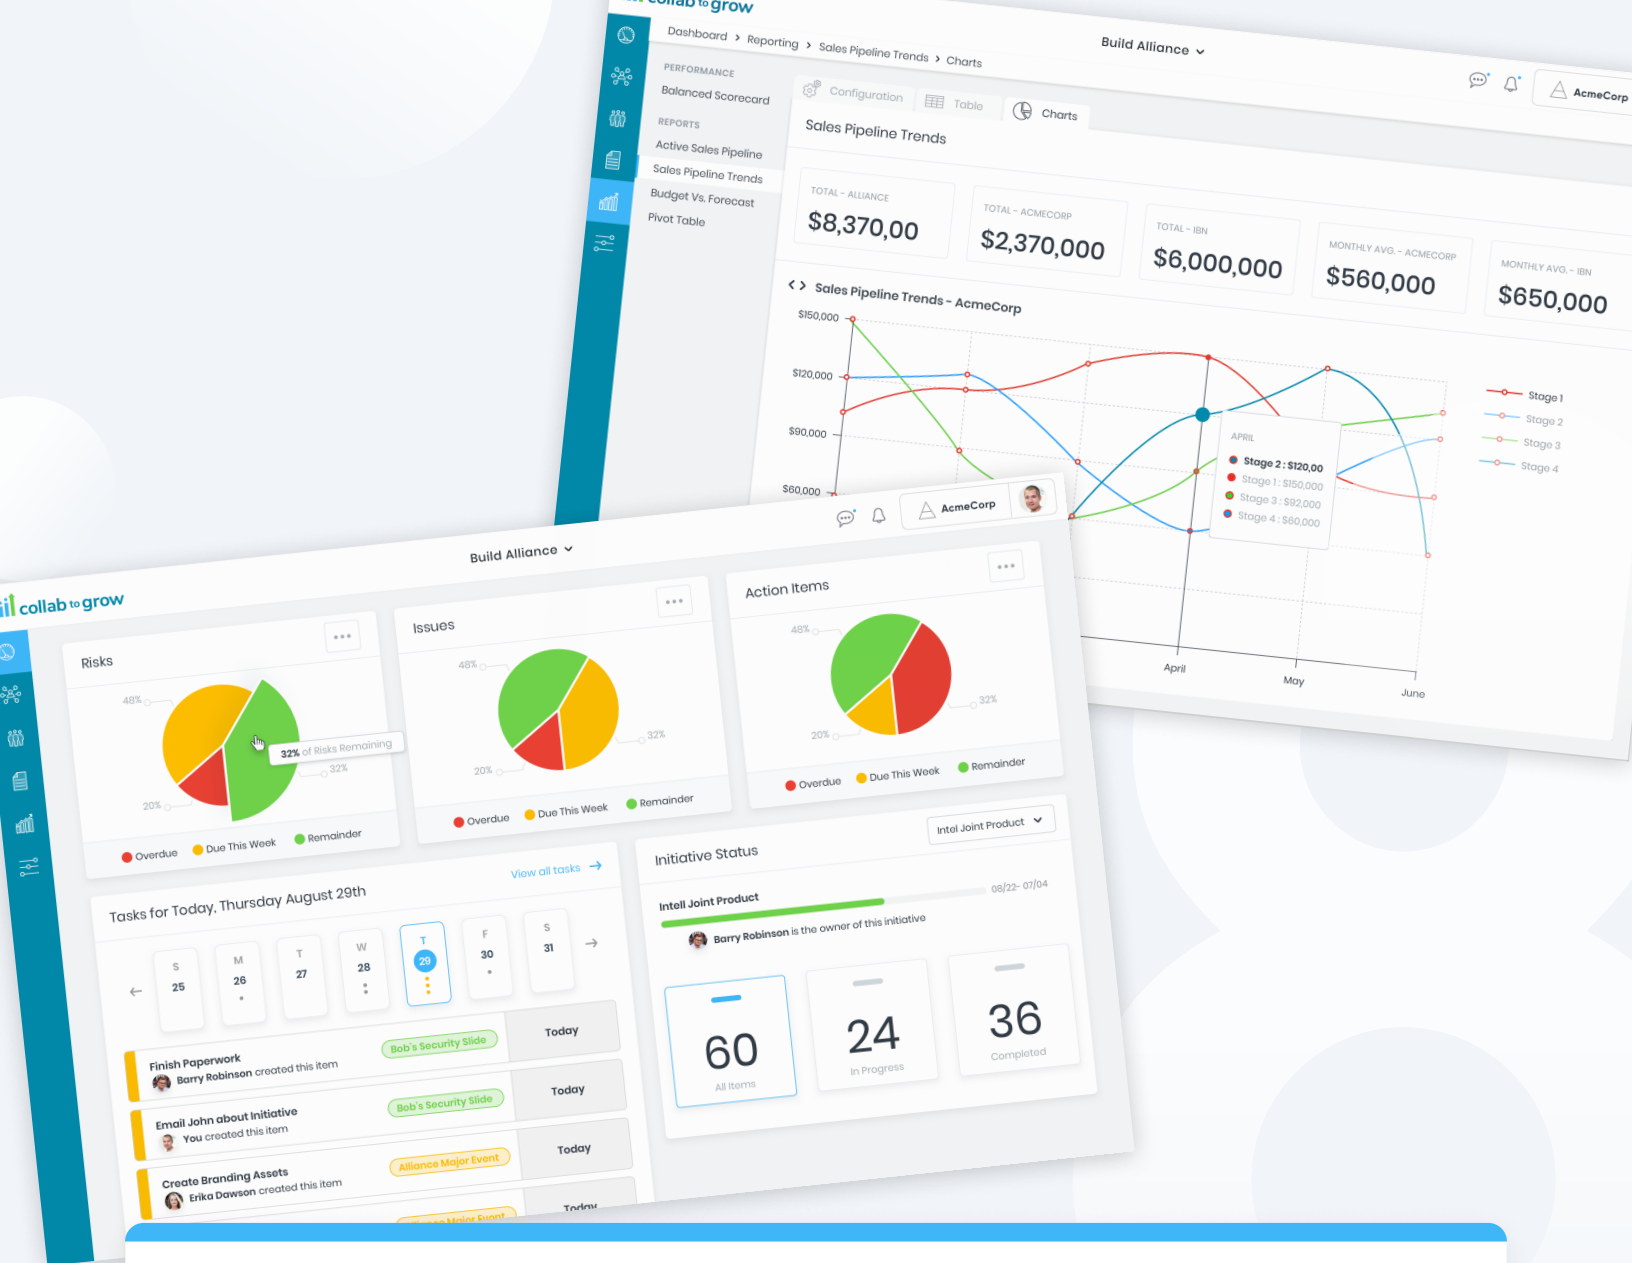 collab to grow
Build Alliance
AcmeCorp
Dashboard > Reporting > Sales Pipeline Trends > Charts
PERFORMANCE
Balanced Scorecard
REPORTS
Active Sales Pipeline
Sales Pipeline Trends
Budget Vs. Forecast
Pivot Table
Configuration
Table
Charts
Sales Pipeline Trends
TOTAL - ALLIANCE
$8,370,00
TOTAL - ACMECORP
$2,370,000
TOTAL - IBN
$6,000,000
MONTHLY AVG. - ACMECORP
$560,000
MONTHLY AVG. - IBN
$650,000
Sales Pipeline Trends - AcmeCorp
$150,000
$120,000
$90,000
$60,000
APRIL
Stage 2 : $120,00
Stage 1 : $150,000
Stage 3 : $92,000
Stage 4 : $60,000
Stage 1
Stage 2
Stage 3
Stage 4
April
May
June
collab to grow
Build Alliance
AcmeCorp
Risks
48%
32% of Risks Remaining
32%
20%
Overdue
Due This Week
Remainder
Issues
48%
32%
20%
Overdue
Due This Week
Remainder
Action Items
48%
32%
20%
Overdue
Due This Week
Remainder
Tasks for Today, Thursday August 29th
View all tasks
S
25
M
26
T
27
W
28
T
29
F
30
S
31
Finish Paperwork
Barry Robinson created this item
Bob's Security Slide
Today
Email John about Initiative
You created this item
Bob's Security Slide
Today
Create Branding Assets
Erika Dawson created this item
Alliance Major Event
Today
Alliance Major Event
Today
Initiative Status
Intel Joint Product
Intell Joint Product
08/22- 07/04
Barry Robinson is the owner of this initiative
60
All Items
24
In Progress
36
Completed